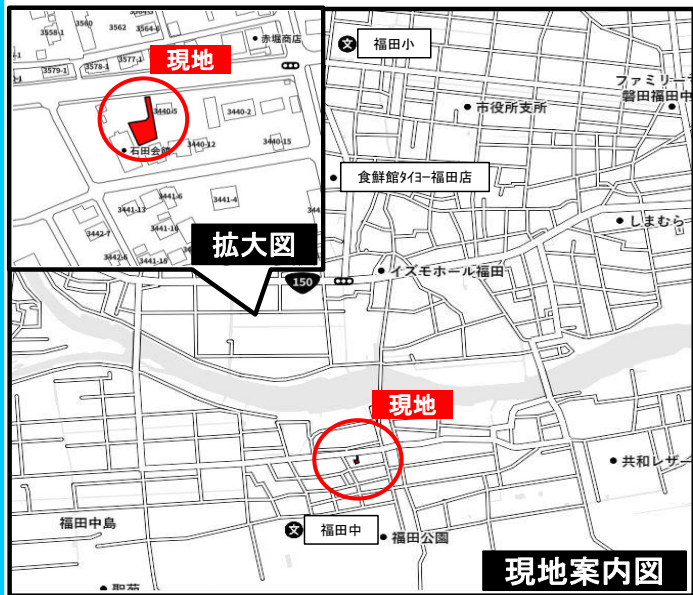 3560
3562
3558-1
3564-6
赤堀商店
3577-1
3579-1
3578-1
現地
3440-5
3440-2
石田会館
3440-12
3440-15
3441-6
3441-4
3441-13
3441-16
3442-7
3442-6
3441-15
拡大図
福田小
ファミリー
磐田福田中
市役所支所
食鮮館ﾀｲﾖｰ福田店
しまむら
イズモホール福田
150
現地
共和レザー
福田中島
福田中
福田公園
聖苑
現地案内図